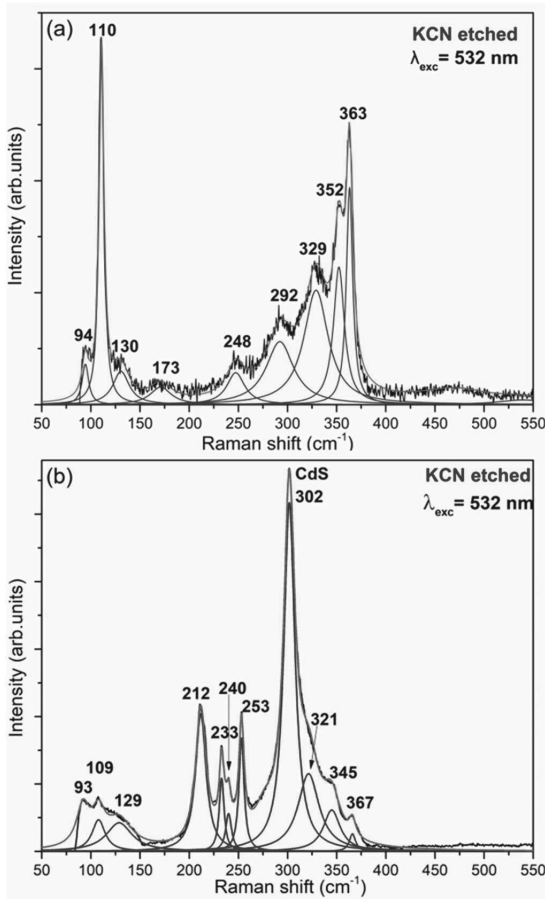 (a)
110
KCN etched
λexc= 532 nm
363
352
329
292
94
130
248
173
Intensity (arb.units)
50 100 150 200 250 300 350 400 450 500 550
Raman shift (cm-1)
(b)
CdS
302
KCN etched
λexc= 532 nm
212
240
233
253
321
109
93
129
345
367
Intensity (arb.units)
50 100 150 200 250 300 350 400 450 500 550
Raman shift (cm-1)